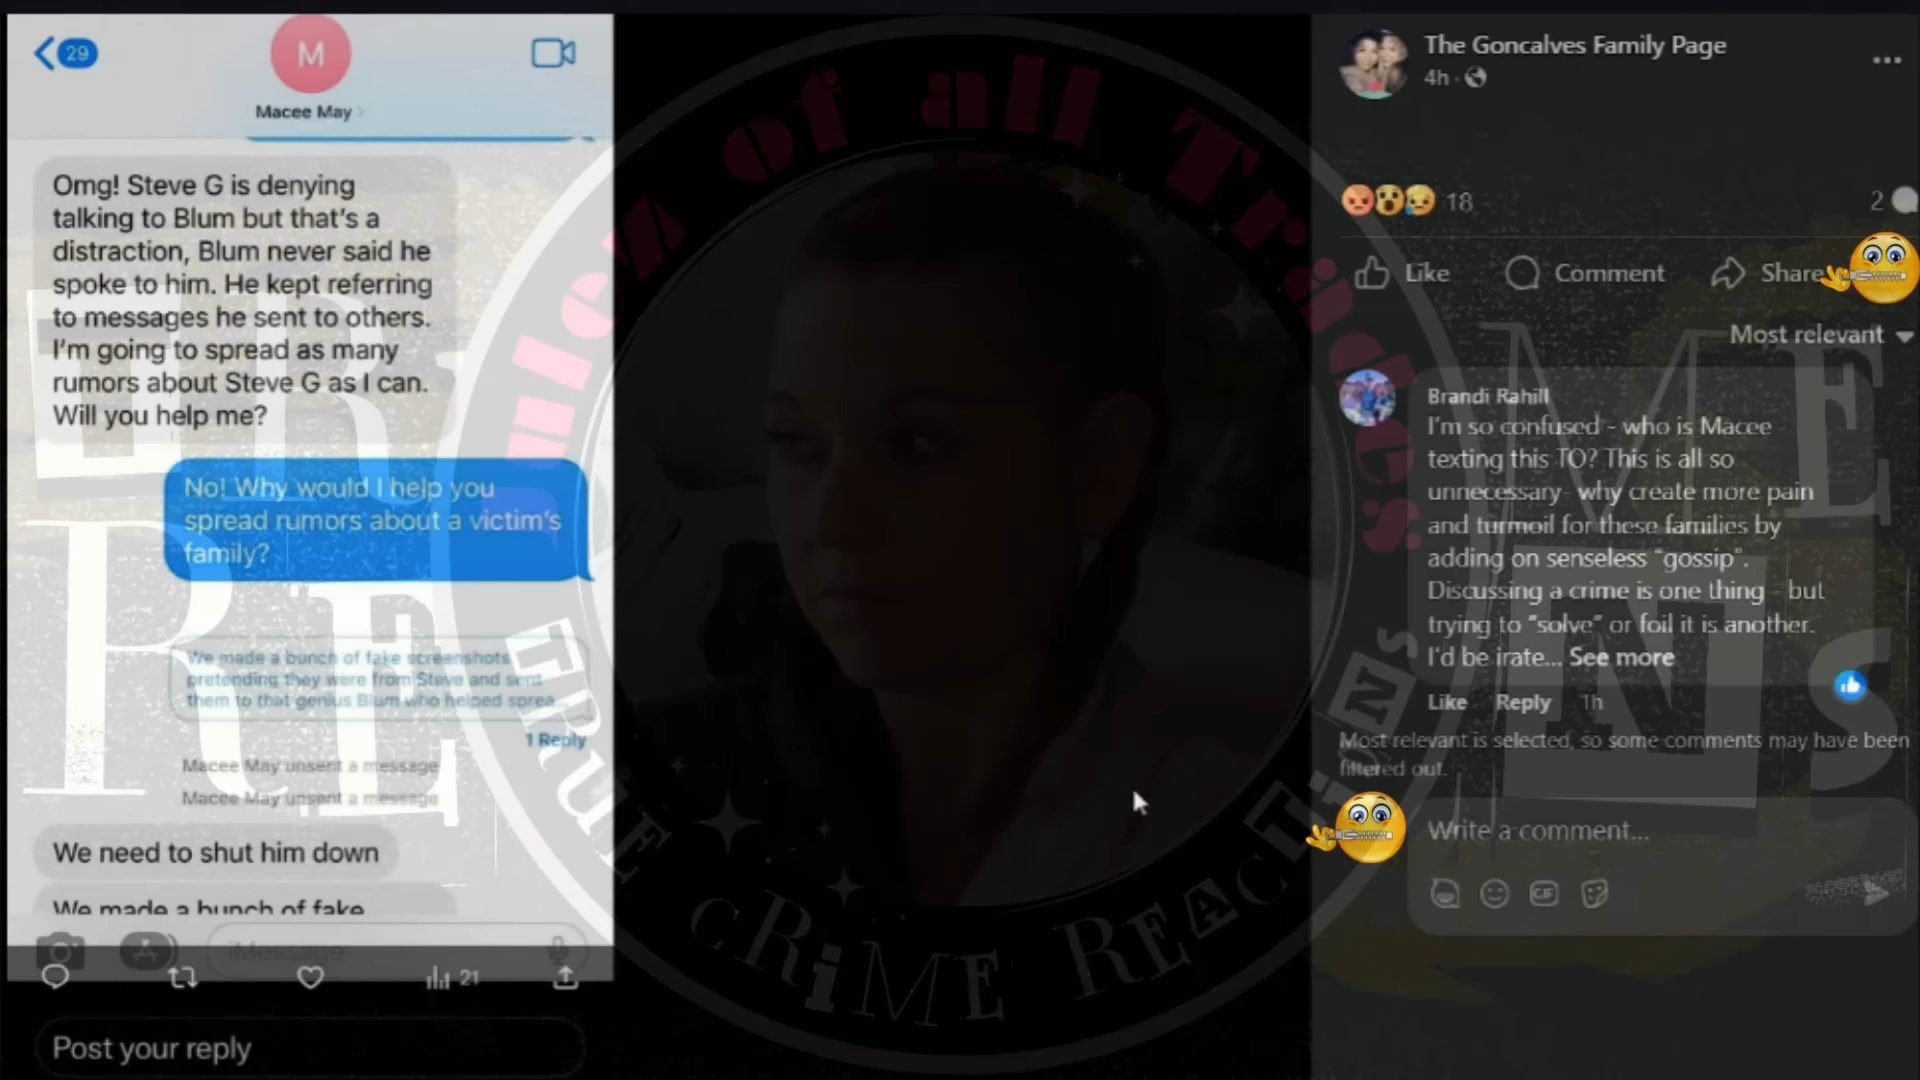 29
M
Macee May
Omg! Steve G is denying
talking to Blum but that's a
distraction, Blum never said he
spoke to him. He kept referring
to messages he sent to others.
I'm going to spread as many
rumors about Steve G as I can.
Will you help me?
No! Why would I help you
spread rumors about a victim's
family?
We made a bunch of fake screenshots
pretending they were from Steve and sent
them to that genius Blum who helped sprea...
1 Reply
Macee May unsent a message
Macee May unsent a message
We need to shut him down
We made a bunch of fake
iMessage
21
Post your reply
of all Trades
TRUE CRiME REACTiNS
The Goncalves Family Page
4h
18
2
Like
Comment
Share
Most relevant
Brandi Rahill
I'm so confused - who is Macee
texting this TO? This is all so
unnecessary- why create more pain
and turmoil for these families by
adding on senseless "gossip".
Discussing a crime is one thing - but
trying to "solve" or foil it is another.
I'd be irate... See more
Like Reply 1h
Most relevant is selected, so some comments may have been
filtered out.
Write a comment...
GIF